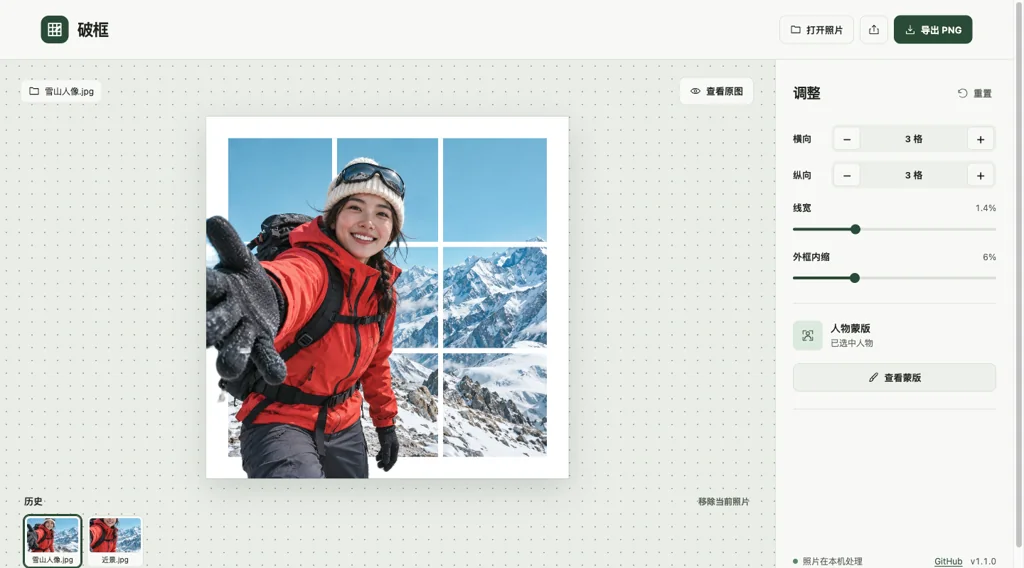 破框
打开照片
导出 PNG
雪山人像.jpg
查看原图
调整
重置
横向
3 格
纵向
3 格
线宽
1.4%
外框内缩
6%
人物蒙版
已选中人物
查看蒙版
历史
移除当前照片
雪山人像.jpg
近景.jpg
照片在本机处理
GitHub
v1.1.0